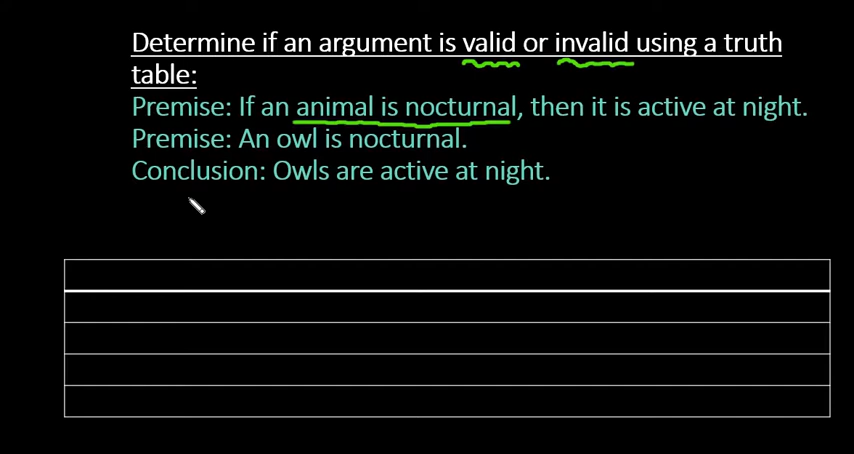 Determine if an argument is valid or invalid using a truth
table:
Premise: If an animal is nocturnal, then it is active at night.
Premise: An owl is nocturnal.
Conclusion: Owls are active at night.